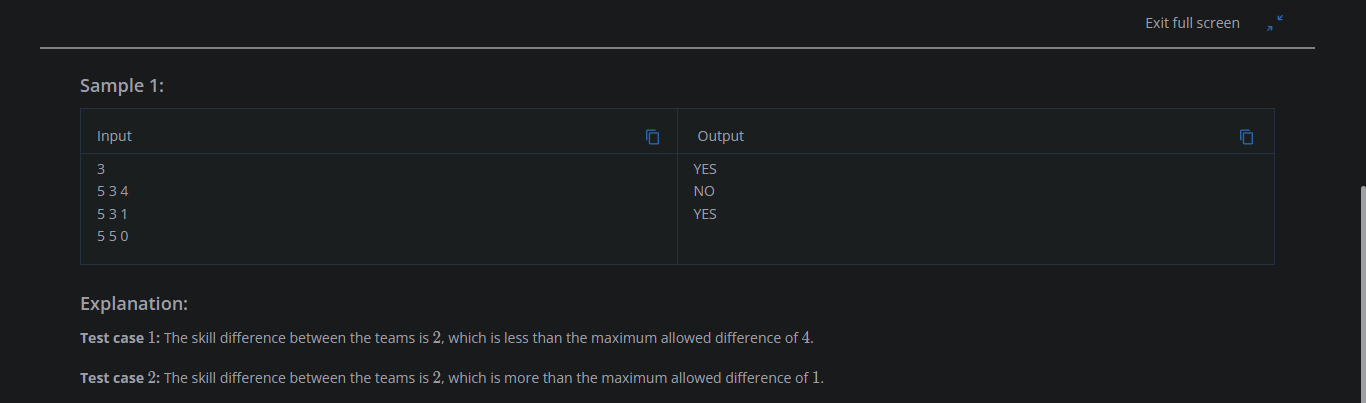 Exit full screen
Sample 1:
Input
Output
3
5 3 4
5 3 1
5 5 0
YES
NO
YES
Explanation:
Test case 1: The skill difference between the teams is 2, which is less than the maximum allowed difference of 4.
Test case 2: The skill difference between the teams is 2, which is more than the maximum allowed difference of 1.